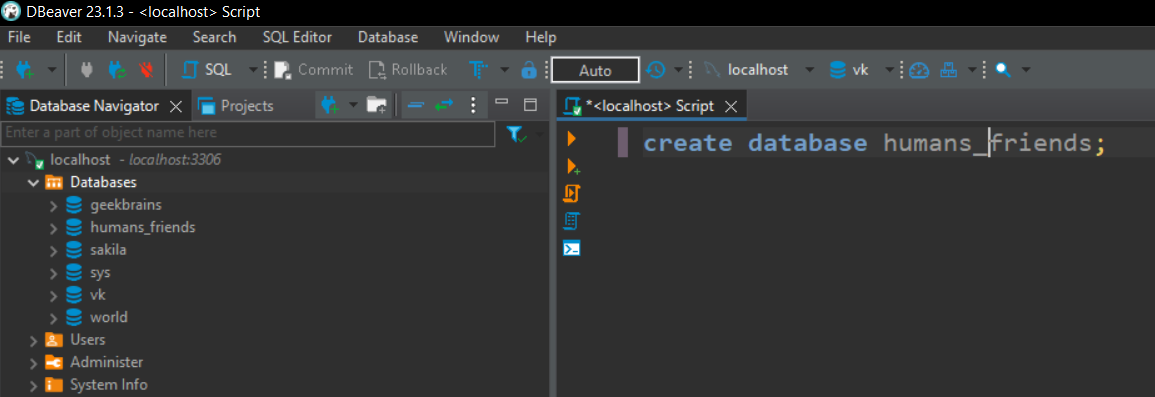 DBeaver 23.1.3 - <localhost> Script
File Edit Navigate Search SQL Editor Database Window Help
SQL Commit Rollback Auto localhost vk
Database Navigator Projects *<localhost> Script
Enter a part of object name here
localhost - localhost:3306
Databases
geekbrains
humans_friends
sakila
sys
vk
world
Users
Administer
System Info
create database humans_friends;